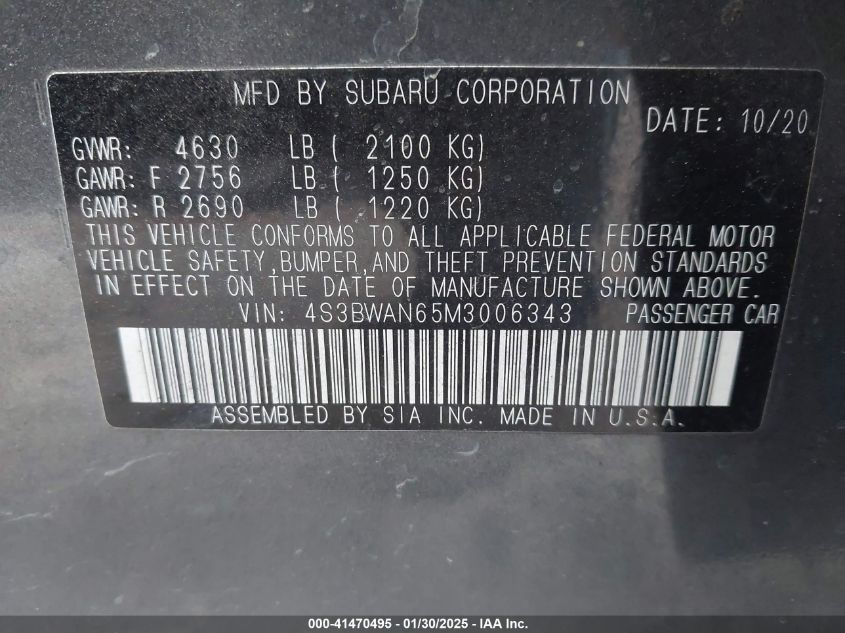 MFD BY SUBARU CORPORATION
DATE: 10/20
GVWR: 4630 LB ( 2100 KG)
GAWR: F 2756 LB ( 1250 KG)
GAWR: R 2690 LB ( 1220 KG)
THIS VEHICLE CONFORMS TO ALL APPLICABLE FEDERAL MOTOR
VEHICLE SAFETY,BUMPER,AND THEFT PREVENTION STANDARDS
IN EFFECT ON THE DATE OF MANUFACTURE SHOWN ABOVE.
VIN: 4S3BWAN65M3006343 PASSENGER CAR
ASSEMBLED BY SIA INC. MADE IN U.S.A.
000-41470495 - 01/30/2025 - IAA Inc.